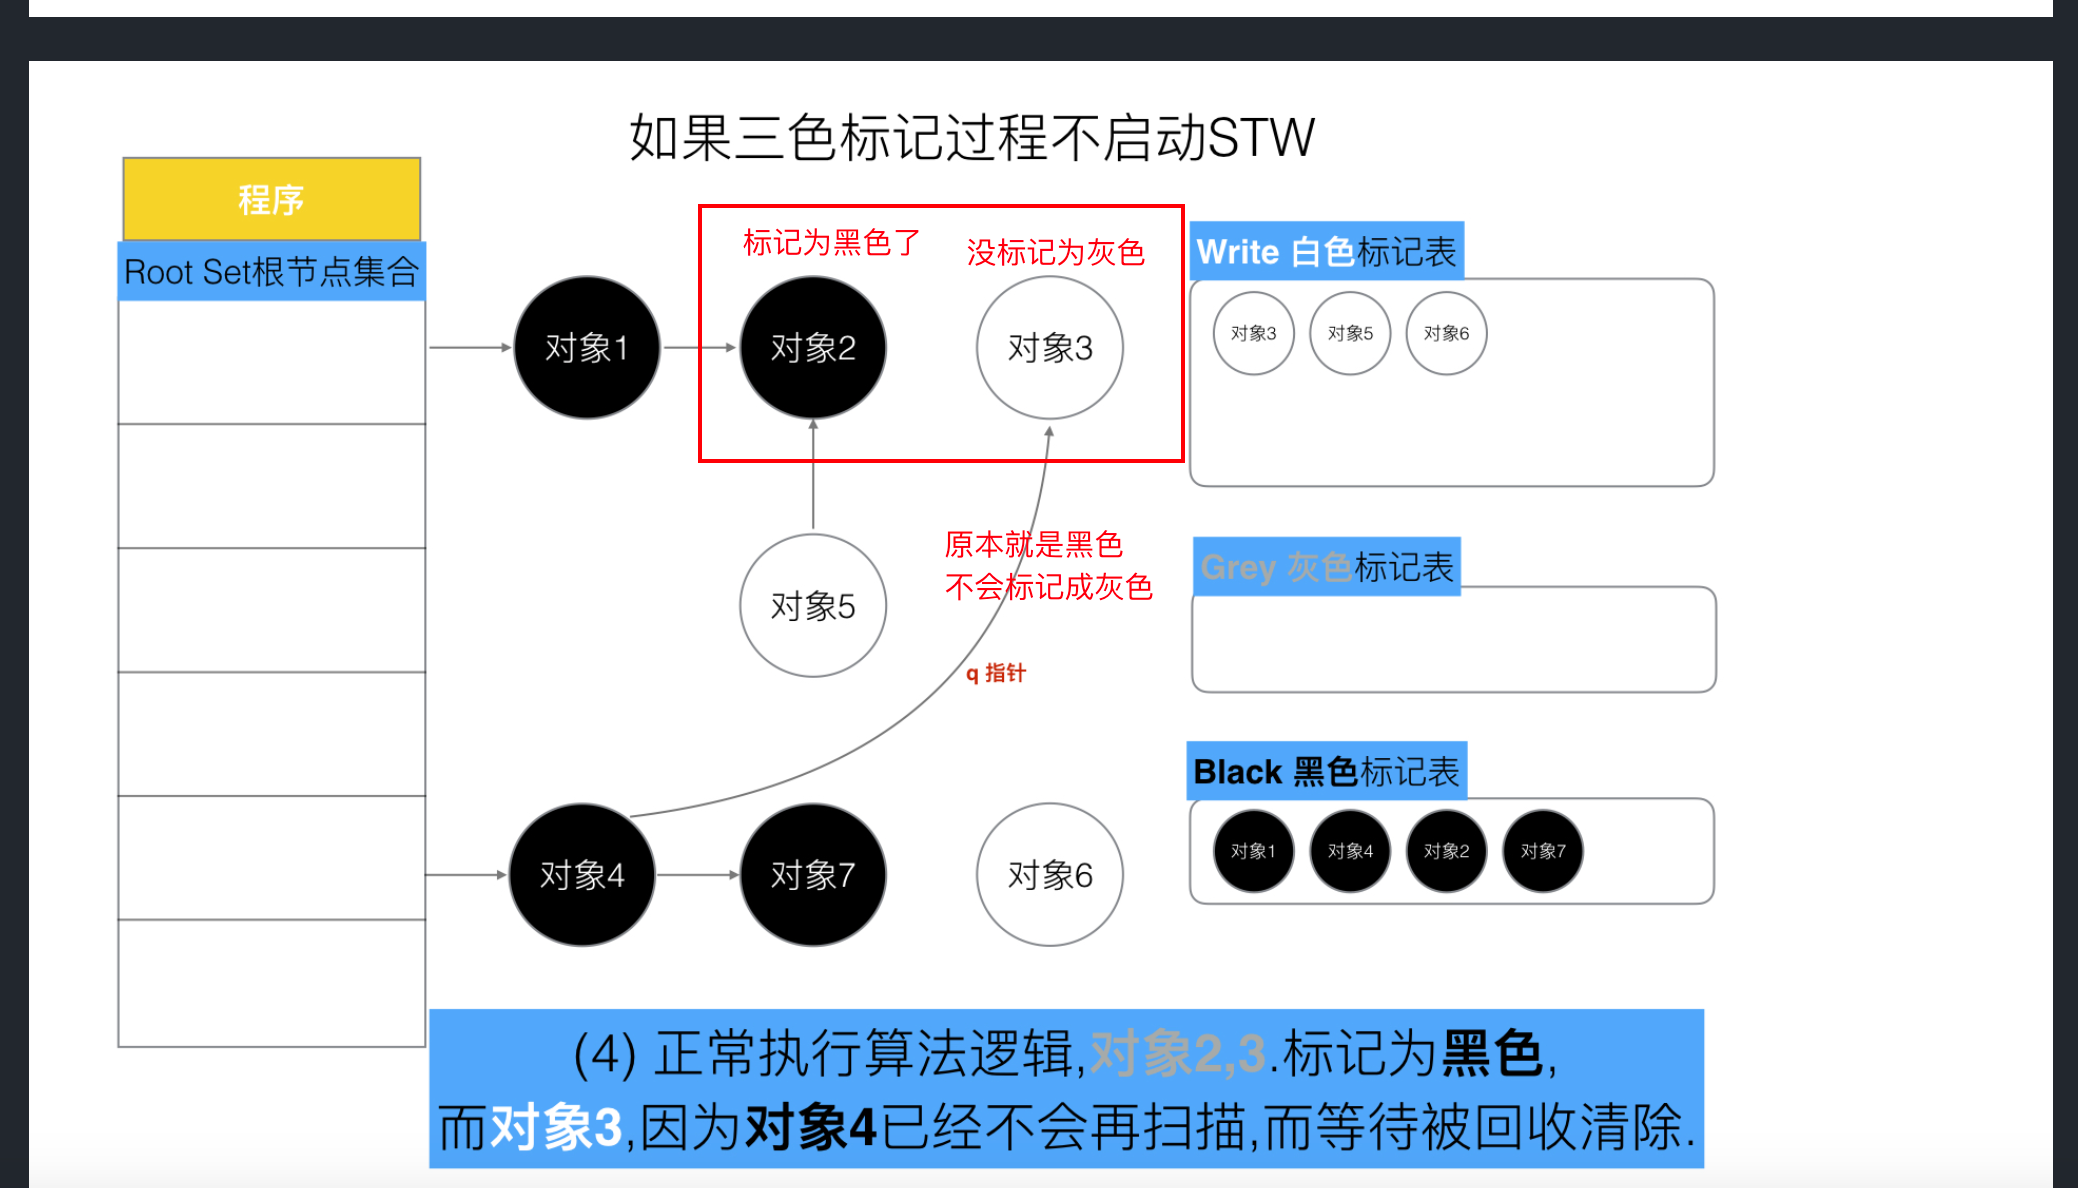 如果三色标记过程不启动STW
程序
Root Set根节点集合
标记为黑色了
没标记为灰色
对象1
对象2
对象3
对象5
原本就是黑色
不会标记成灰色
q 指针
对象4
对象7
对象6
Write 白色标记表
对象3
对象5
对象6
Grey 灰色标记表
Black 黑色标记表
对象1
对象4
对象2
对象7
(4) 正常执行算法逻辑,对象2,3.标记为黑色,
而对象3,因为对象4已经不会再扫描,而等待被回收清除.